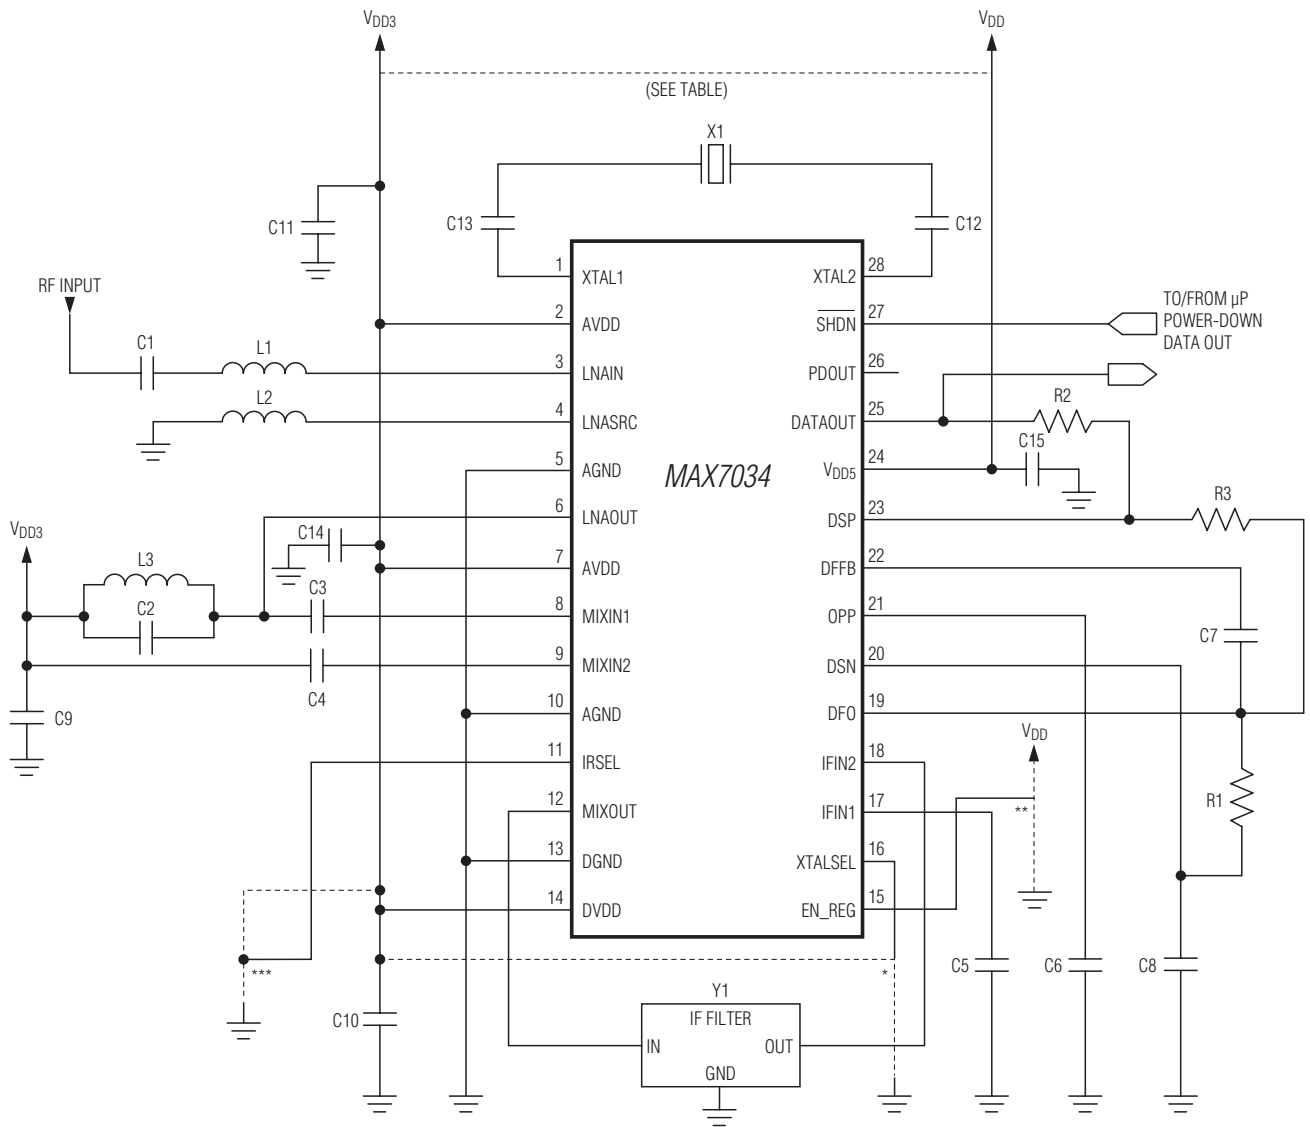 VDD3
VDD
(SEE TABLE)
X1
C13
C12
C11
RF INPUT
C1
L1
L2
1
XTAL1
2
AVDD
3
LNAIN
4
LNASRC
5
AGND
6
LNAOUT
7
AVDD
8
MIXIN1
9
MIXIN2
10
AGND
11
IRSEL
12
MIXOUT
13
DGND
14
DVDD
MAX7034
28
XTAL2
27
SHDN
26
PDOUT
25
DATAOUT
24
VDD5
23
DSP
22
DFFB
21
OPP
20
DSN
19
DFO
18
IFIN2
17
IFIN1
16
XTALSEL
15
EN_REG
TO/FROM µP
POWER-DOWN
DATA OUT
R2
C15
R3
VDD3
L3
C2
C14
C3
C4
C9
C7
VDD
**
R1
***
*
C10
Y1
IF FILTER
IN
OUT
GND
C5
C6
C8